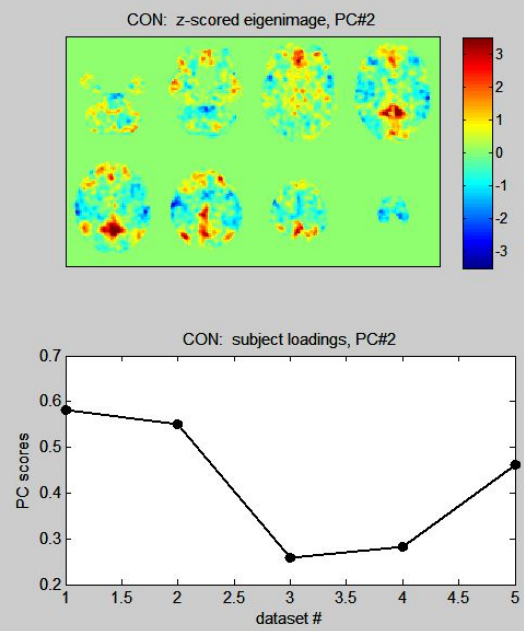 CON: z-scored eigenimage, PC#2
3
2
1
0
-1
-2
-3
CON: subject loadings, PC#2
0.7
0.6
0.5
0.4
0.3
0.2
PC scores
1 1.5 2 2.5 3 3.5 4 4.5 5
dataset #